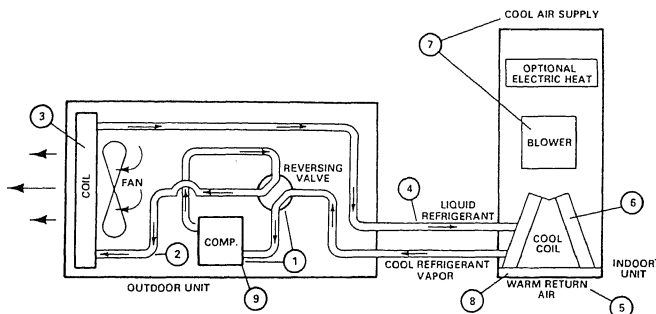 COOL AIR SUPPLY
7
OPTIONAL
ELECTRIC HEAT
3
BLOWER
COIL
FAN
REVERSING
VALVE
4
LIQUID
REFRIGERANT
6
COMP.
COOL
COIL
2
1
COOL REFRIGERANT
VAPOR
INDOOR
UNIT
OUTDOOR UNIT
9
8
WARM RETURN
AIR
5